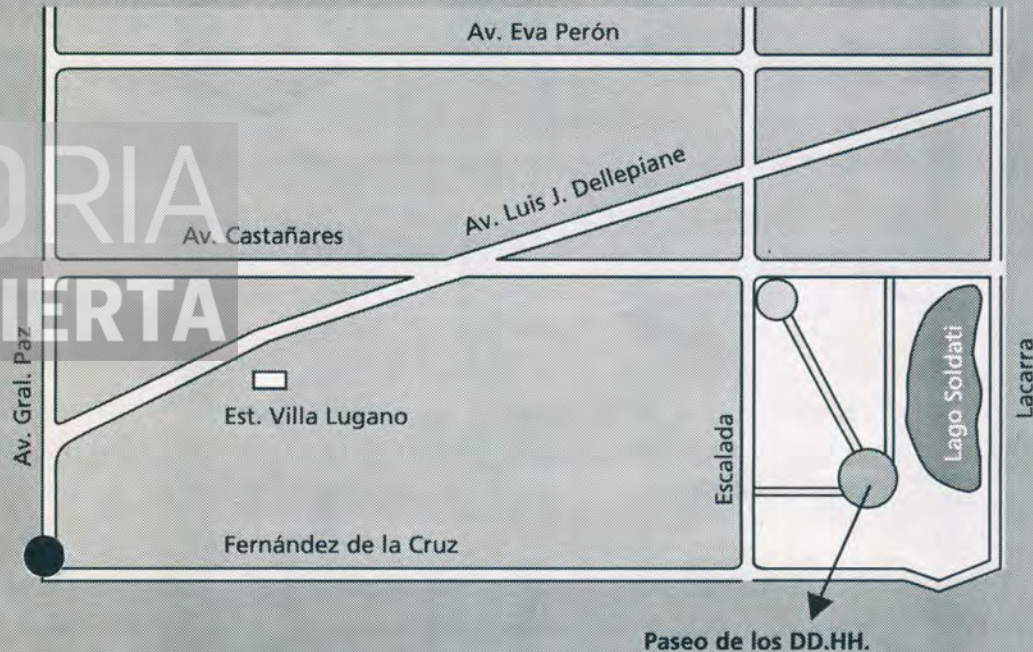 Av. Eva Perón
Av. Luis J. Dellepiane
ORIA
Av. Castañares
IERTA
Av. Gral. Paz
Est. Villa Lugano
Escalada
Lago Soldati
Lacarra
Fernández de la Cruz
Paseo de los DD.HH.